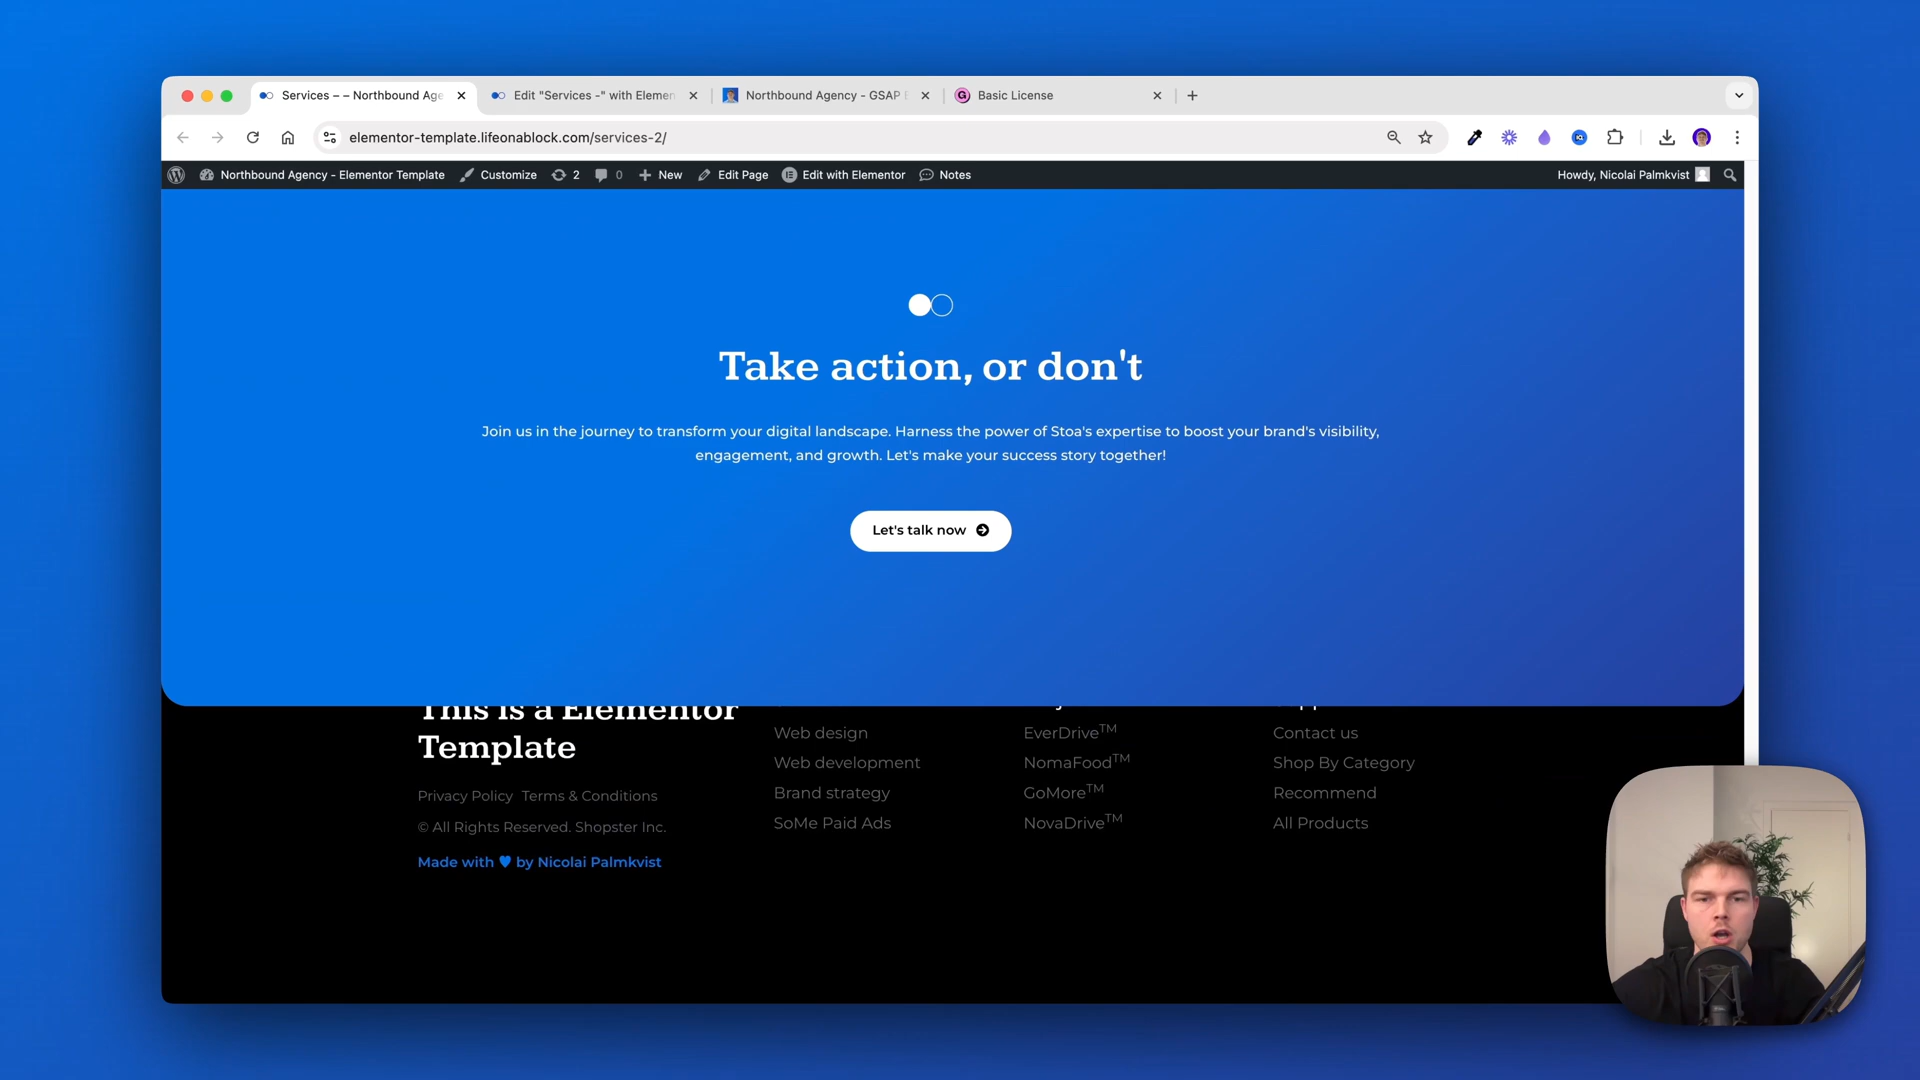 Services – – Northbound Age
Edit "Services -" with Elemen
Northbound Agency - GSAP
Basic License
elementor-template.lifeonablock.com/services-2/
Northbound Agency - Elementor Template
Customize
2
0
New
Edit Page
Edit with Elementor
Notes
Howdy, Nicolai Palmkvist
Take action, or don't
Join us in the journey to transform your digital landscape. Harness the power of Stoa's expertise to boost your brand's visibility,
engagement, and growth. Let's make your success story together!
Let's talk now
This is a Elementor
Template
Privacy Policy Terms & Conditions
© All Rights Reserved. Shopster Inc.
Made with ♥ by Nicolai Palmkvist
Web design
Web development
Brand strategy
SoMe Paid Ads
EverDrive™
NomaFood™
GoMore™
NovaDrive™
Contact us
Shop By Category
Recommend
All Products